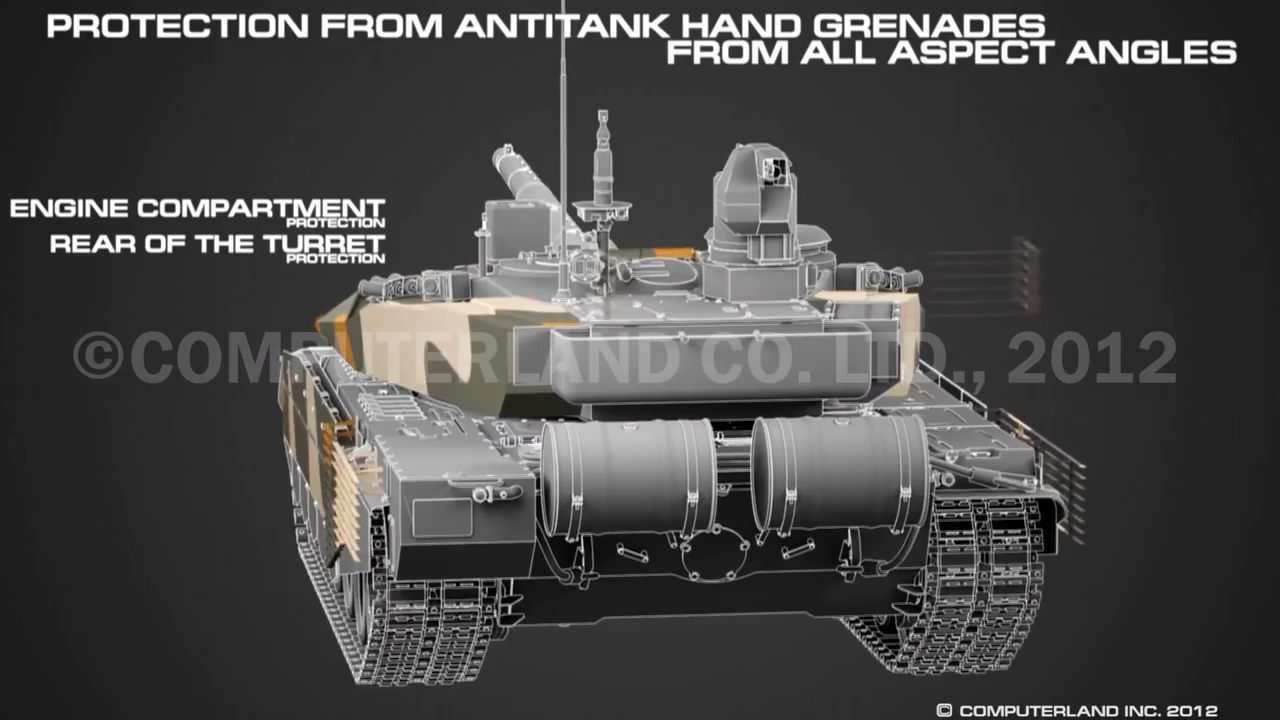 PROTECTION FROM ANTITANK HAND GRENADES
FROM ALL ASPECT ANGLES
ENGINE COMPARTMENT
PROTECTION
REAR OF THE TURRET
PROTECTION
©COMPUTERLAND CO. LTD., 2012
© COMPUTERLAND INC. 2012